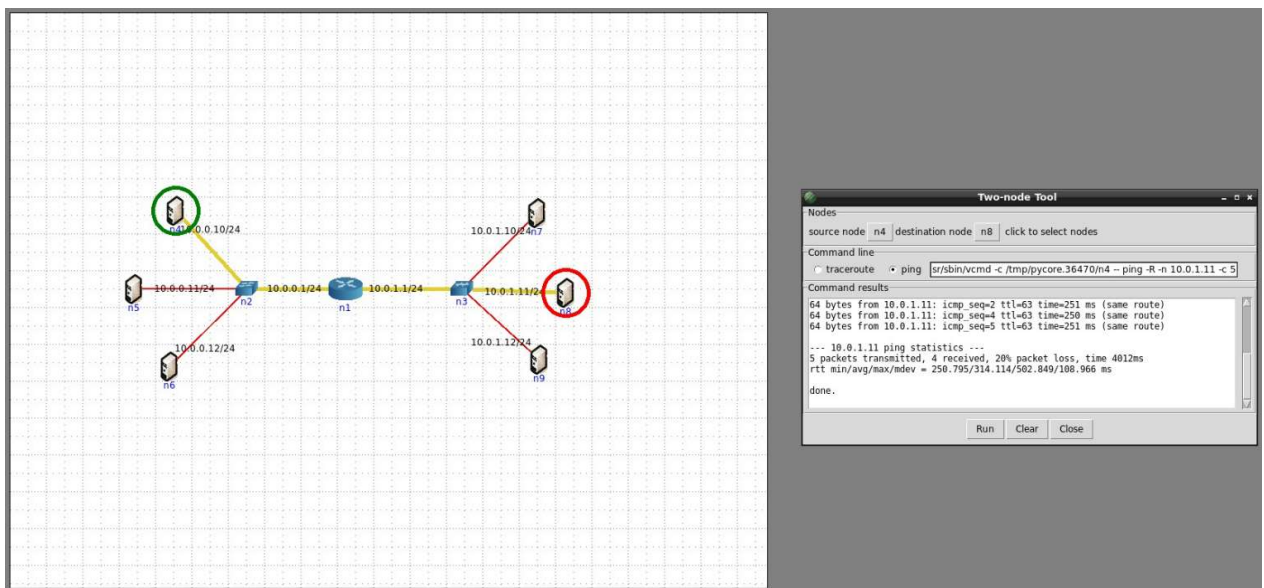 n4
10.0.0.10/24
n5
10.0.0.11/24
n2
10.0.0.1/24
n1
10.0.1.1/24
n3
10.0.0.12/24
n6
10.0.1.10/24
n7
10.0.1.11/24
n8
10.0.1.12/24
n9
Two-node Tool
Nodes
source node n4 destination node n8 click to select nodes
Command line
traceroute ping sr/sbin/vcmd -c /tmp/pycore.36470/n4 -- ping -R -n 10.0.1.11 -c 5
Command results
64 bytes from 10.0.1.11: icmp_seq=2 ttl=63 time=251 ms (same route)
64 bytes from 10.0.1.11: icmp_seq=4 ttl=63 time=250 ms (same route)
64 bytes from 10.0.1.11: icmp_seq=5 ttl=63 time=251 ms (same route)
--- 10.0.1.11 ping statistics ---
5 packets transmitted, 4 received, 20% packet loss, time 4012ms
rtt min/avg/max/mdev = 250.795/314.114/502.849/108.966 ms
done.
Run Clear Close